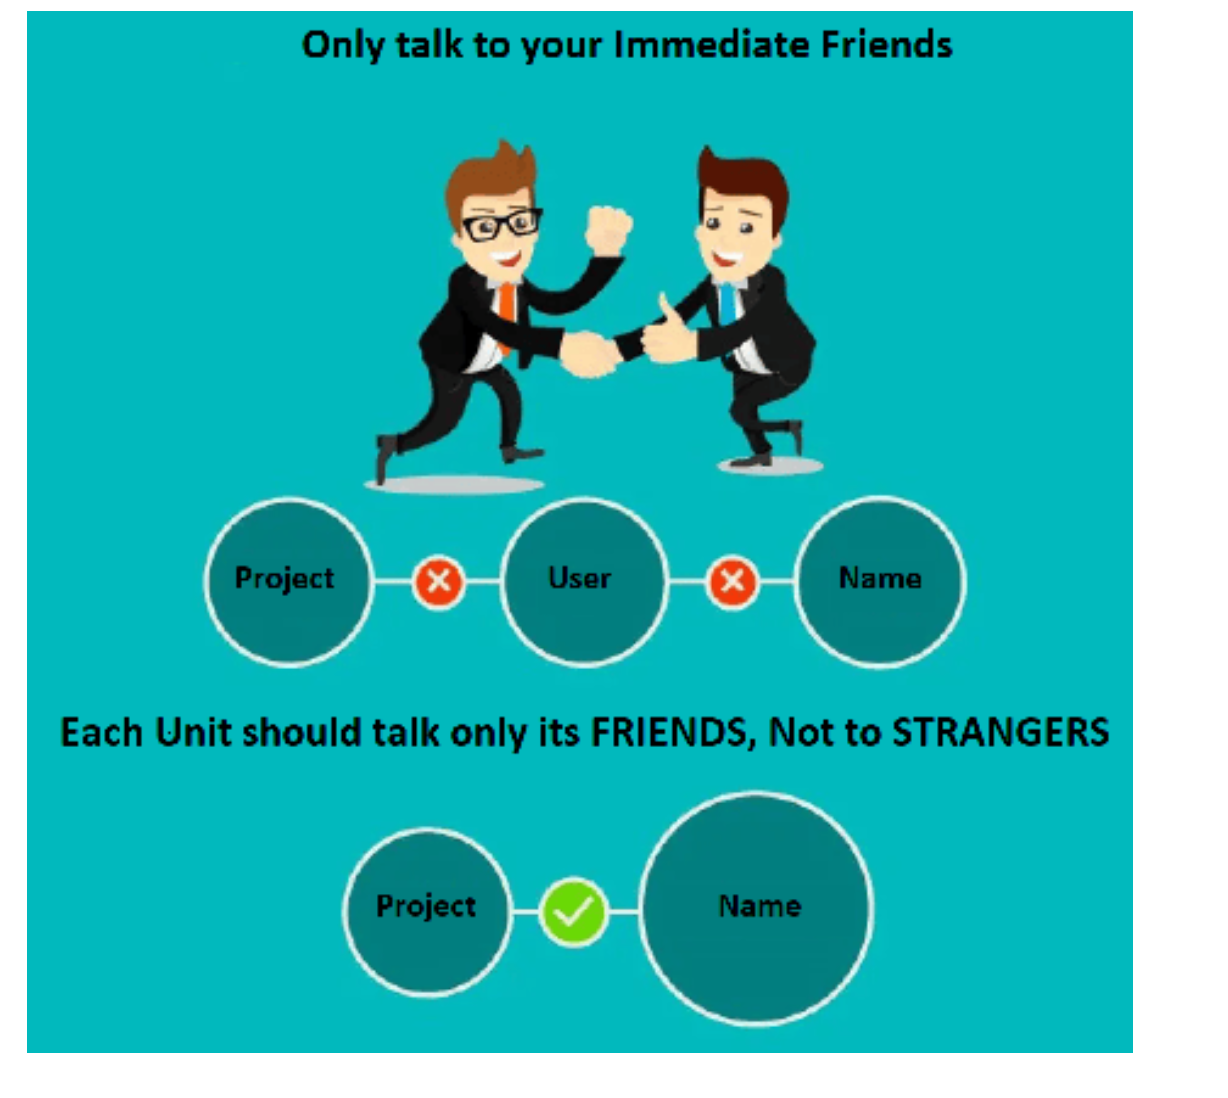 Only talk to your Immediate Friends
Project
User
Name
Each Unit should talk only its FRIENDS, Not to STRANGERS
Project
Name